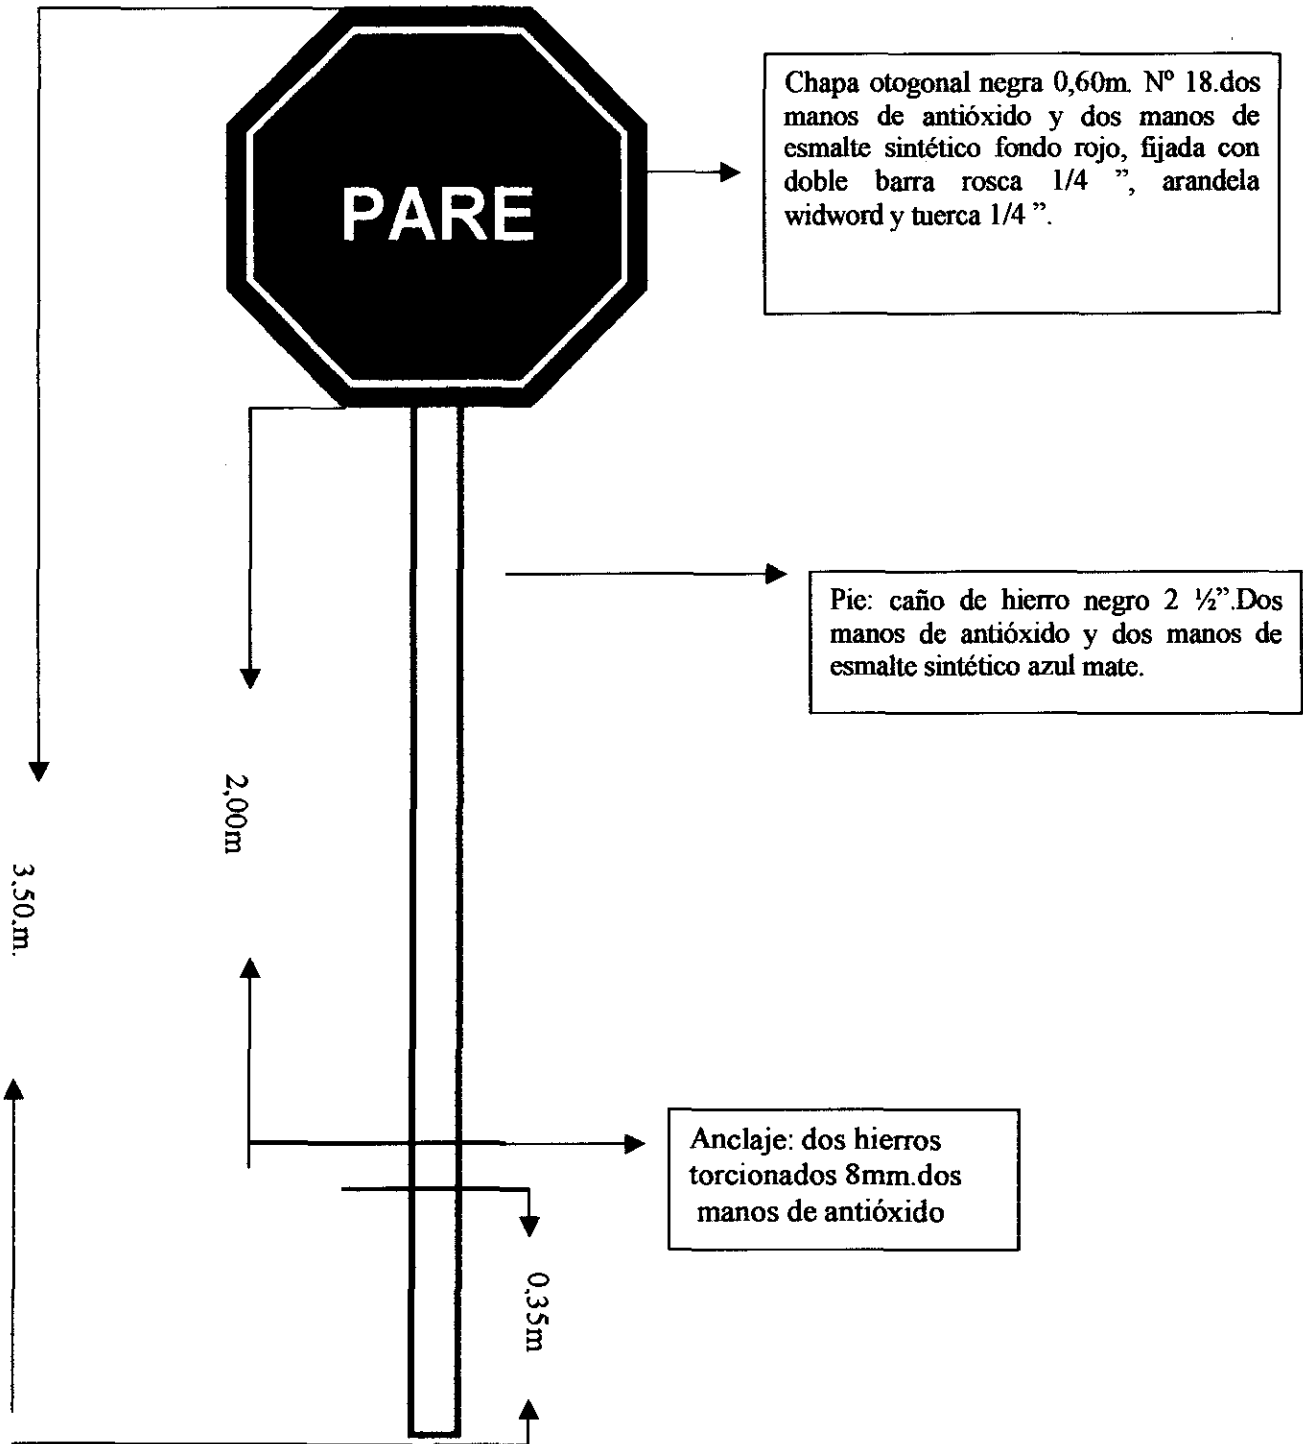 Chapa otogonal negra 0,60m. Nº 18.dos
manos de antióxido y dos manos de
esmalte sintético fondo rojo, fijada con
doble barra rosca 1/4 ”, arandela
widword y tuerca 1/4 ”.
PARE
Pie: caño de hierro negro 2 ½”.Dos
manos de antióxido y dos manos de
esmalte sintético azul mate.
2,00m
3.50.m.
Anclaje: dos hierros
torcionados 8mm.dos
manos de antióxido
0,35m